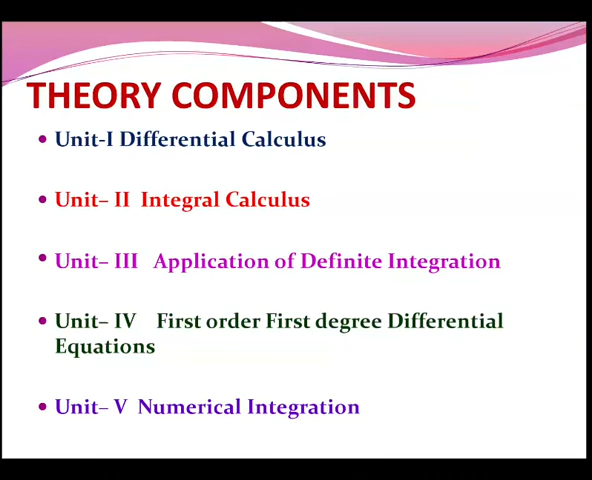 THEORY COMPONENTS
• Unit-I Differential Calculus
• Unit– II Integral Calculus
• Unit– III Application of Definite Integration
• Unit– IV First order First degree Differential
Equations
• Unit– V Numerical Integration